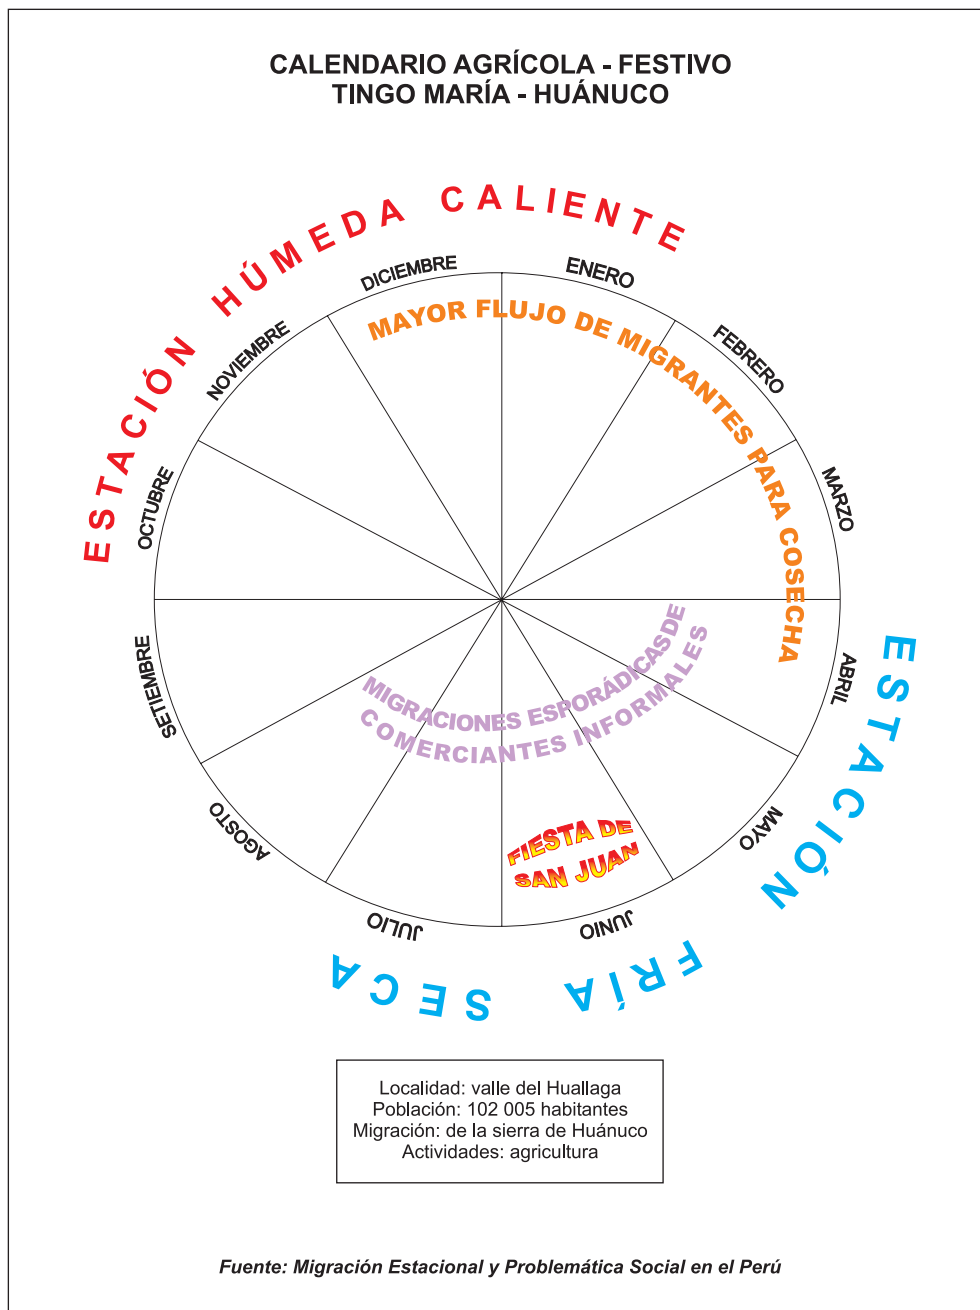 CALENDARIO AGRÍCOLA - FESTIVO
TINGO MARÍA - HUÁNUCO
ESTACIÓN HÚMEDA CALIENTE
ENERO
FEBRERO
MARZO
ABRIL
MAYO
JUNIO
JULIO
AGOSTO
SETIEMBRE
OCTUBRE
NOVIEMBRE
DICIEMBRE
MAYOR FLUJO DE MIGRANTES PARA COSECHA
MIGRACIONES ESPORÁDICAS DE
COMERCIANTES INFORMALES
FIESTA DE
SAN JUAN
ESTACIÓN FRÍA SECA
Localidad: valle del Huallaga
Población: 102 005 habitantes
Migración: de la sierra de Huánuco
Actividades: agricultura
Fuente: Migración Estacional y Problemática Social en el Perú